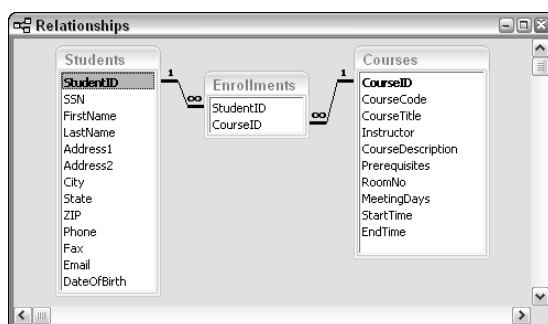 Relationships
Students
StudentID
SSN
FirstName
LastName
Address1
Address2
City
State
ZIP
Phone
Fax
Email
DateOfBirth
1
∞
Enrollments
StudentID
CourseID
1
∞
Courses
CourseID
CourseCode
CourseTitle
Instructor
CourseDescription
Prerequisites
RoomNo
MeetingDays
StartTime
EndTime